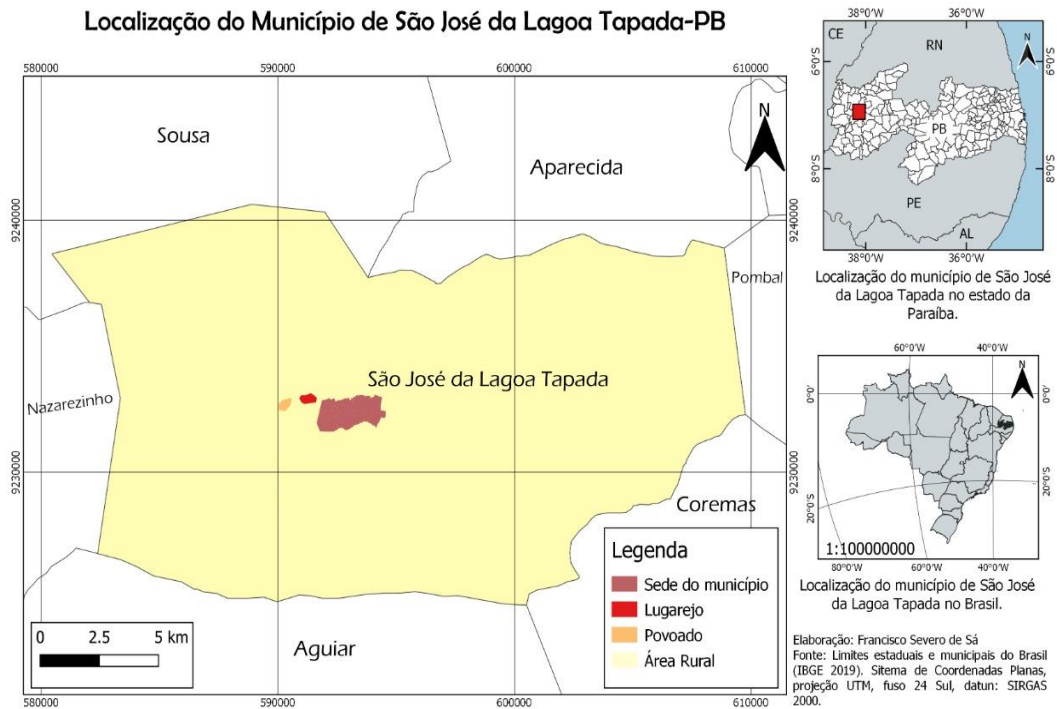 Localização do Município de São José da Lagoa Tapada-PB
580000
590000
600000
610000
9240000
9230000
Sousa
Aparecida
N
Pombal
São José da Lagoa Tapada
Nazarezinho
Coremas
Aguiar
0 2.5 5 km
Legenda
Sede do município
Lugarejo
Povoado
Área Rural
9240000
9230000
580000
590000
600000
610000
38°0'W
36°0'W
CE
RN
N
6°0'S
6°0'S
PB
8°0'S
8°0'S
PE
AL
38°0'W
36°0'W
Localização do município de São José
da Lagoa Tapada no estado da
Paraíba.
60°0'W
40°0'W
N
0°0'
0°0'
20°0'S
20°0'S
1:100000000
80°0'W
60°0'W
40°0'W
Localização do município de São José
da Lagoa Tapada no Brasil.
Elaboração: Francisco Severo de Sá
Fonte: Limites estaduais e municipais do Brasil
(IBGE 2019). Sitema de Coordenadas Planas,
projeção UTM, fuso 24 Sul, datun: SIRGAS
2000.